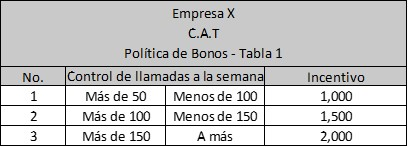 Empresa X
C.A.T
Política de Bonos - Tabla 1
No. Control de llamadas a la semana Incentivo
1 Más de 50 Menos de 100 1,000
2 Más de 100 Menos de 150 1,500
3 Más de 150 A más 2,000